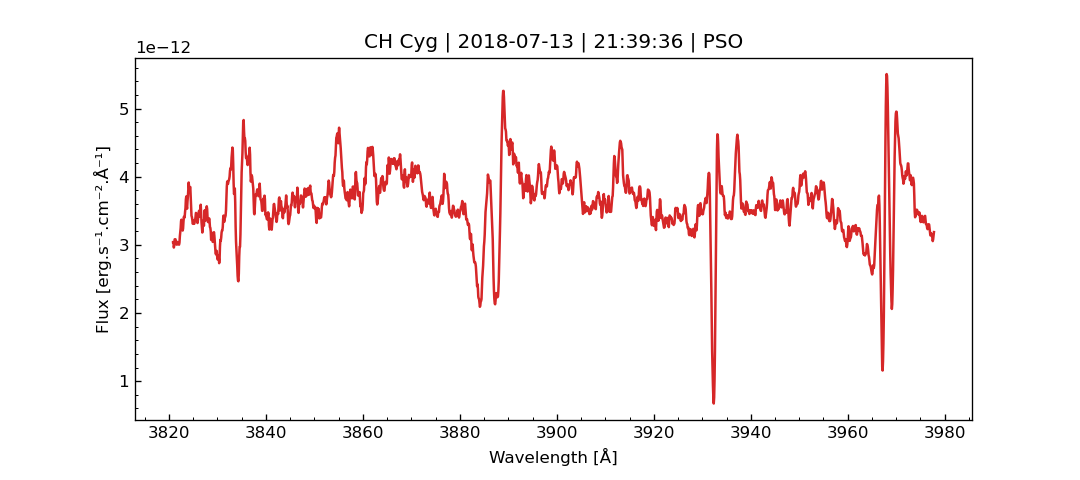 CH Cyg | 2018-07-13 | 21:39:36 | PSO
1e−12
5
4
3
2
1
Flux [erg.s⁻¹.cm⁻².Å⁻¹]
3820 3840 3860 3880 3900 3920 3940 3960 3980
Wavelength [Å]